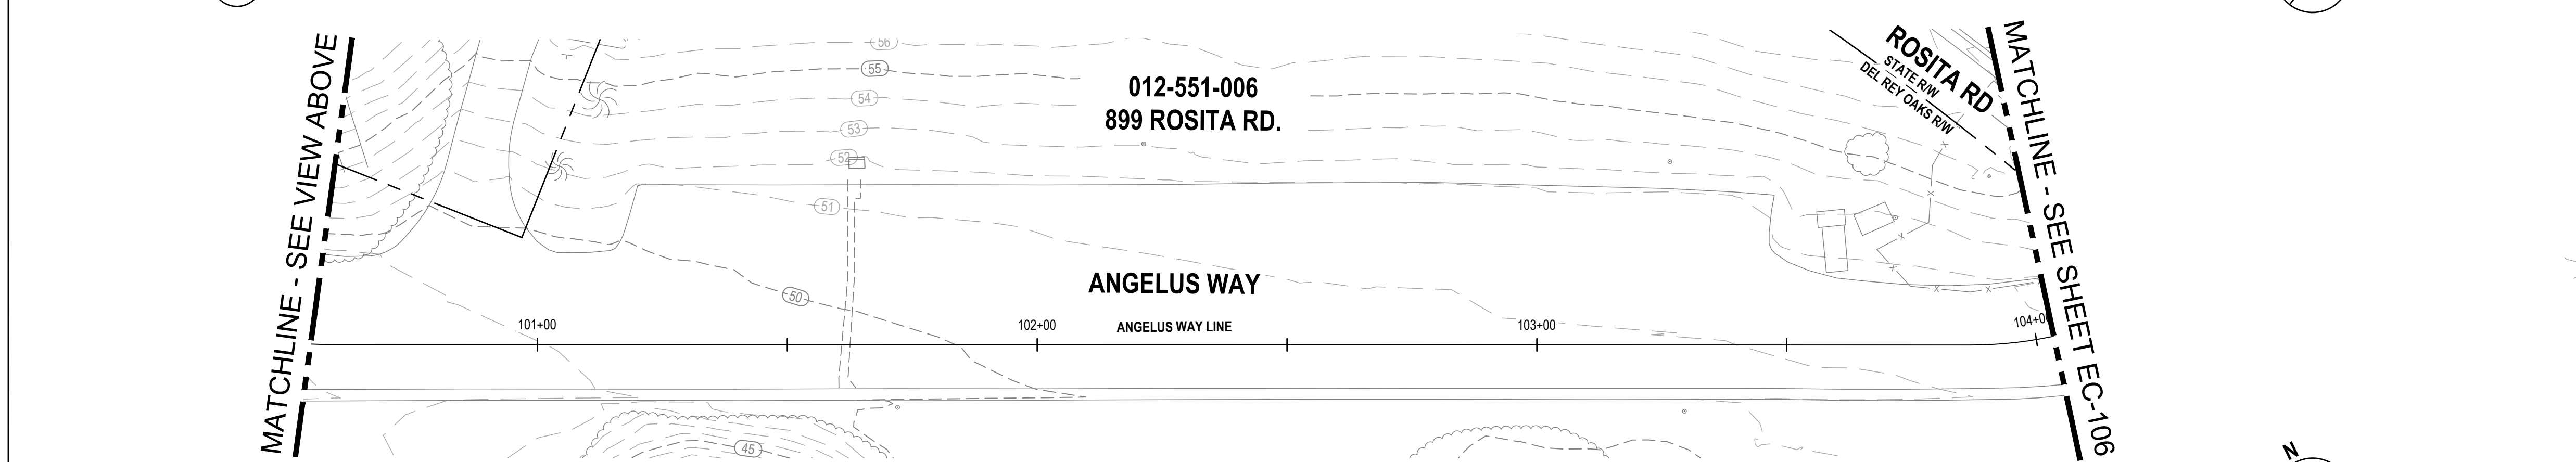 MATCHLINE - SEE VIEW ABOVE
56
55
54
53
52
51
50
45
012-551-006
899 ROSITA RD.
ROSITA RD
STATE R/W
DEL REY OAKS R/W
ANGELUS WAY
101+00
102+00
ANGELUS WAY LINE
103+00
104+00
MATCHLINE - SEE SHEET EC-106
X
X
X
X
X
X
N